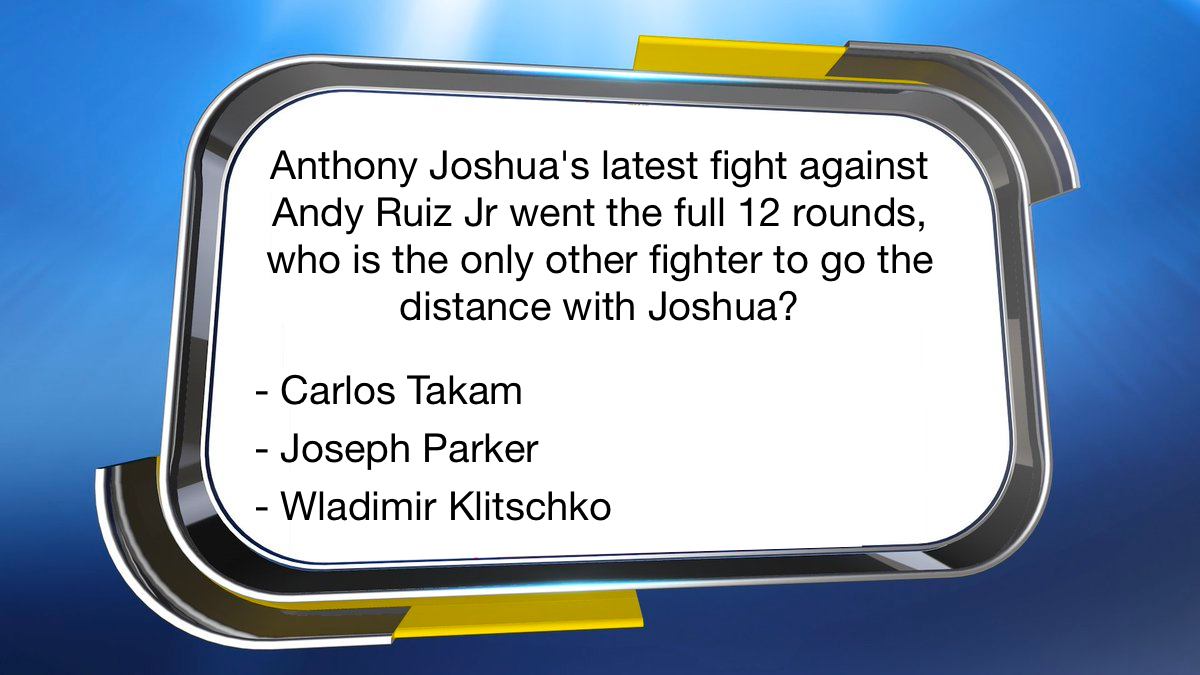 Anthony Joshua's latest fight against
Andy Ruiz Jr went the full 12 rounds,
who is the only other fighter to go the
distance with Joshua?
- Carlos Takam
- Joseph Parker
- Wladimir Klitschko